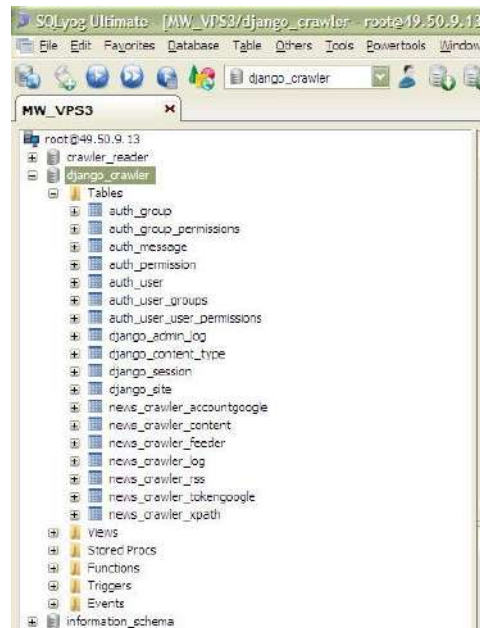 SQLyog Ultimate - [MW_VPS3/django_crawler - root@49.50.9.13
File Edit Favorites Database Table Others Tools Powertools Window
django_crawler
MW_VPS3
root@49.50.9.13
crawler_reader
django_crawler
Tables
auth_group
auth_group_permissions
auth_message
auth_permission
auth_user
auth_user_groups
auth_user_user_permissions
django_admin_log
django_content_type
django_session
django_site
news_crawler_accountgoogle
news_crawler_content
news_crawler_feeder
news_crawler_log
news_crawler_rss
news_crawler_tokengoogle
news_crawler_xpath
Views
Stored Procs
Functions
Triggers
Events
information_schema